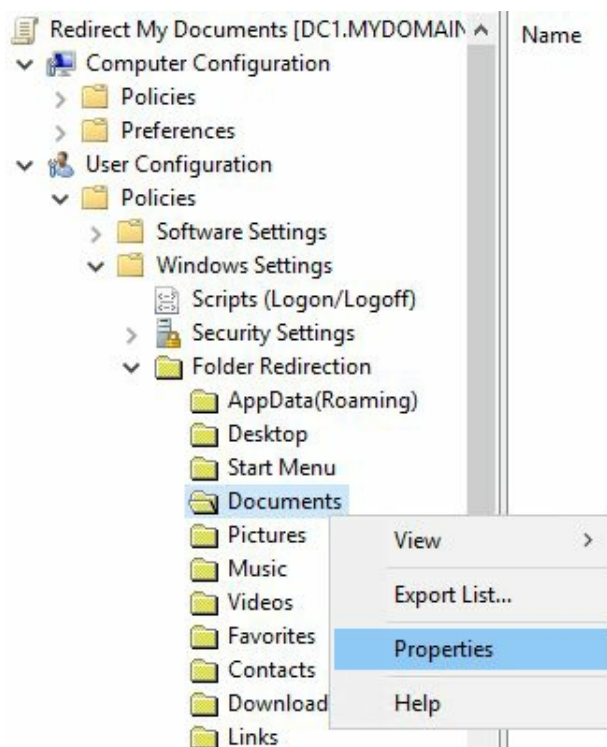 Redirect My Documents [DC1.MYDOMAIN
Name
Computer Configuration
Policies
Preferences
User Configuration
Policies
Software Settings
Windows Settings
Scripts (Logon/Logoff)
Security Settings
Folder Redirection
AppData(Roaming)
Desktop
Start Menu
Documents
Pictures
Music
Videos
Favorites
Contacts
Download
Links
View
Export List...
Properties
Help